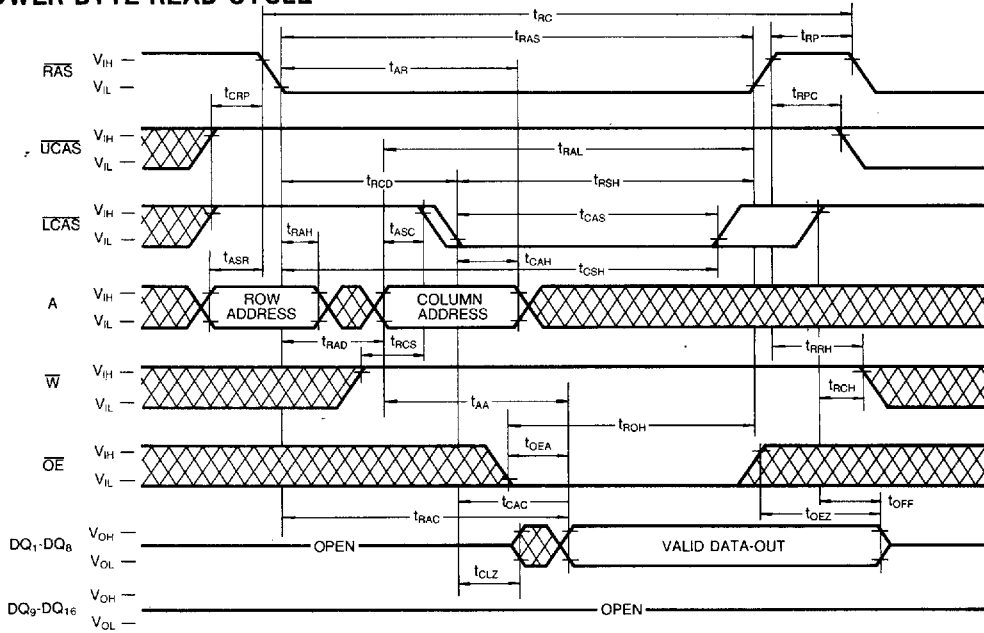 LOWER BYTE READ CYCLE
tRC
tRAS
tRP
tAR
RAS
VIH
VIL
tCRP
tRPC
UCAS
VIH
VIL
tRAL
tRCD
tRSH
LCAS
VIH
VIL
tCAS
tRAH
tASC
tASR
tCAH
tCSH
A
VIH
VIL
ROW ADDRESS
COLUMN ADDRESS
tRAD
tRCS
tRRH
W
VIH
VIL
tRCH
tAA
tROH
OE
VIH
VIL
tOEA
tCAC
tOFF
tRAC
tOEZ
DQ1-DQ8
VOH
VOL
OPEN
VALID DATA-OUT
tCLZ
DQ9-DQ16
VOH
VOL
OPEN